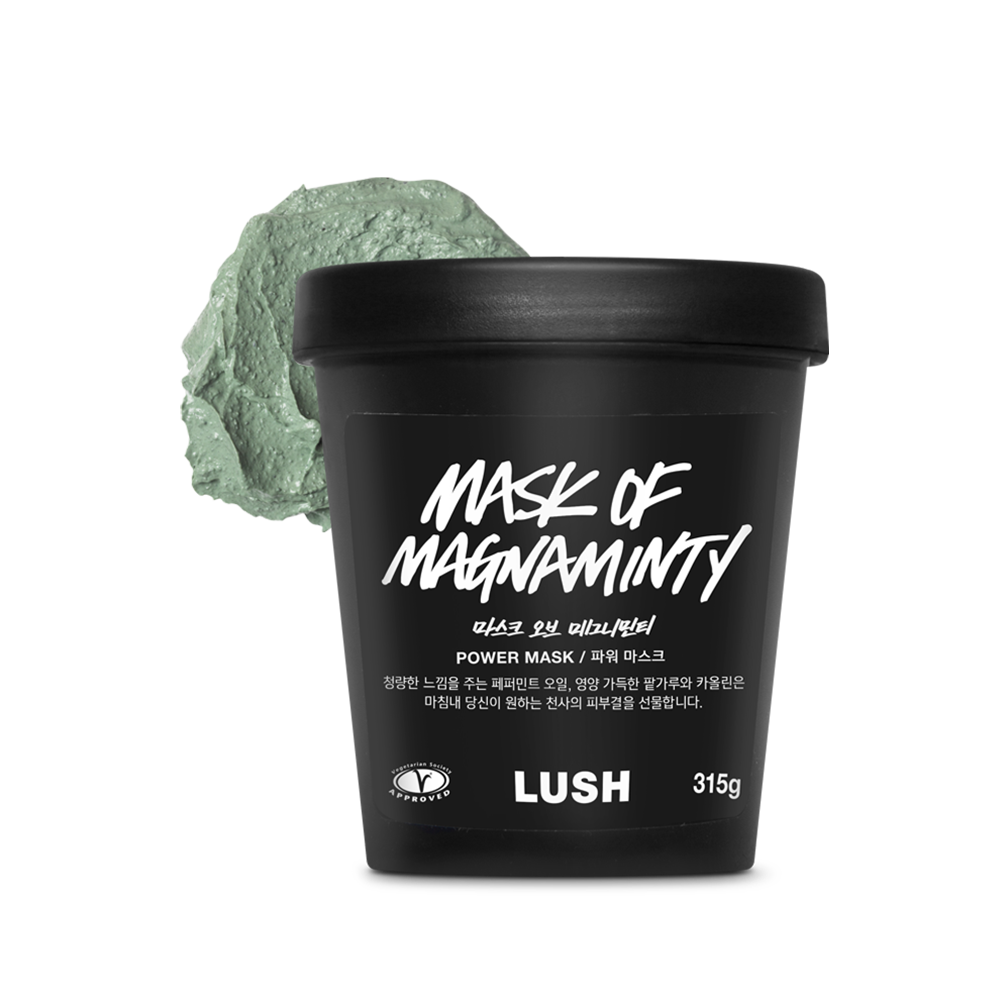 MASK OF
MAGNAMINTY
마스크 오브 매그니민티
POWER MASK / 파워 마스크
청량한 느낌을 주는 페퍼민트 오일, 영양 가득한 팥가루와 카올린은
마침내 당신이 원하는 천사의 피부결을 선물합니다.
Vegetarian Society
APPROVED
LUSH
315g